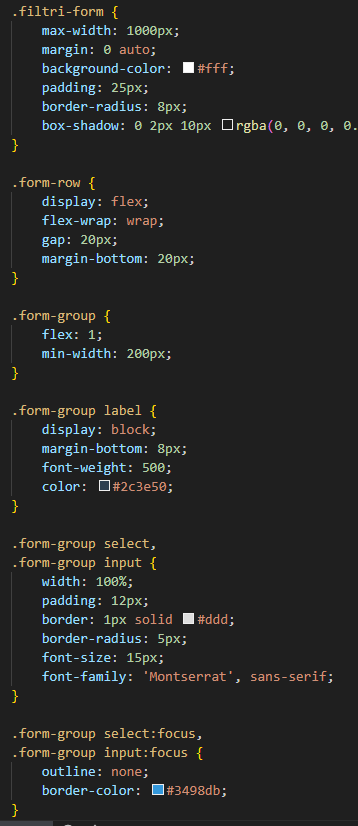 .filtri-form {
    max-width: 1000px;
    margin: 0 auto;
    background-color: #fff;
    padding: 25px;
    border-radius: 8px;
    box-shadow: 0 2px 10px rgba(0, 0, 0, 0.
}

.form-row {
    display: flex;
    flex-wrap: wrap;
    gap: 20px;
    margin-bottom: 20px;
}

.form-group {
    flex: 1;
    min-width: 200px;
}

.form-group label {
    display: block;
    margin-bottom: 8px;
    font-weight: 500;
    color: #2c3e50;
}

.form-group select,
.form-group input {
    width: 100%;
    padding: 12px;
    border: 1px solid #ddd;
    border-radius: 5px;
    font-size: 15px;
    font-family: 'Montserrat', sans-serif;
}

.form-group select:focus,
.form-group input:focus {
    outline: none;
    border-color: #3498db;
}